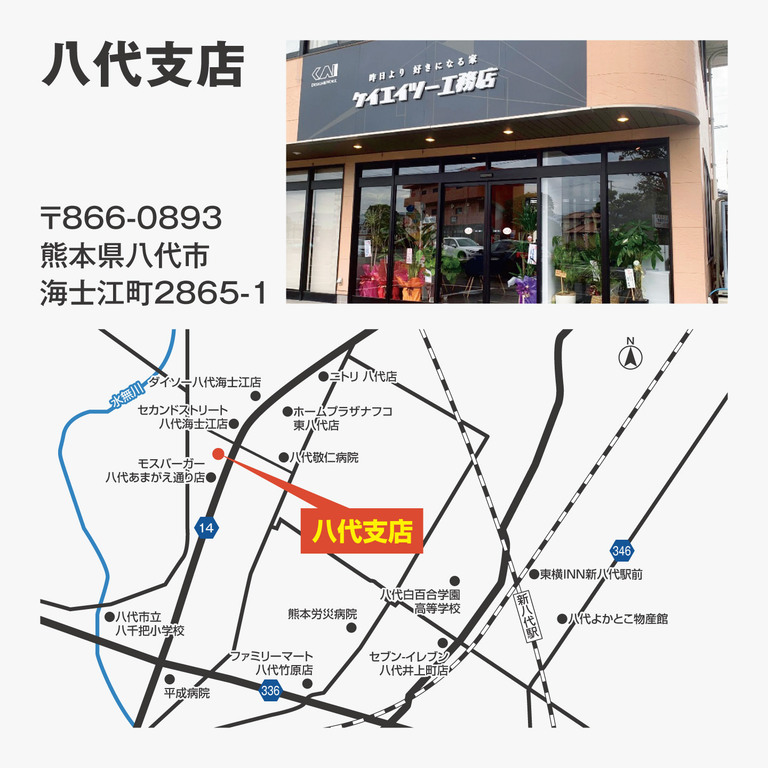 八代支店
KAI
昨日より 好きになる家
ケイエイツー工務店
〒866-0893
熊本県八代市
海士江町2865-1
N
水無川
ダイソー八代海士江店
ニトリ 八代店
セカンドストリート
八代海士江店
ホームプラザナフコ
東八代店
モスバーガー
八代あまがえ通り店
八代敬仁病院
八代支店
14
346
東横INN新八代駅前
八代白百合学園
高等学校
新八代駅
八代よかとこ物産館
八代市立
八千把小学校
熊本労災病院
ファミリーマート
八代竹原店
セブン-イレブン
八代井上町店
平成病院
336